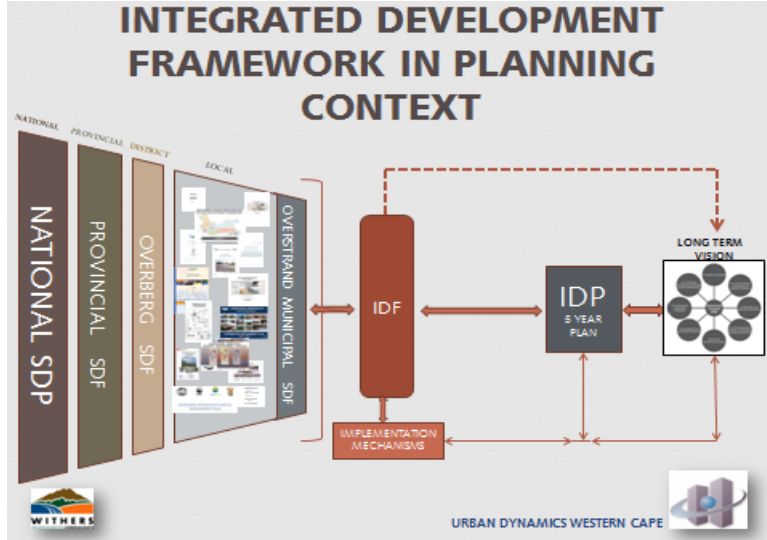 INTEGRATED DEVELOPMENT
FRAMEWORK IN PLANNING
CONTEXT
NATIONAL
PROVINCIAL
DISTRICT
LOCAL
NATIONAL SDP
PROVINCIAL SDF
OVERBERG SDF
OVERSTRAND MUNICIPAL SDF
IDF
IMPLEMENTATION
MECHANISMS
IDP
5 YEAR
PLAN
LONG TERM
VISION
WITHERS
URBAN DYNAMICS WESTERN CAPE